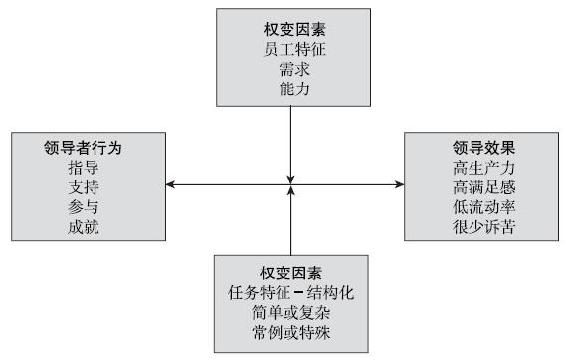 权变因素
员工特征
需求
能力
领导者行为
指导
支持
参与
成就
领导效果
高生产力
高满足感
低流动率
很少诉苦
权变因素
任务特征－结构化
简单或复杂
常例或特殊